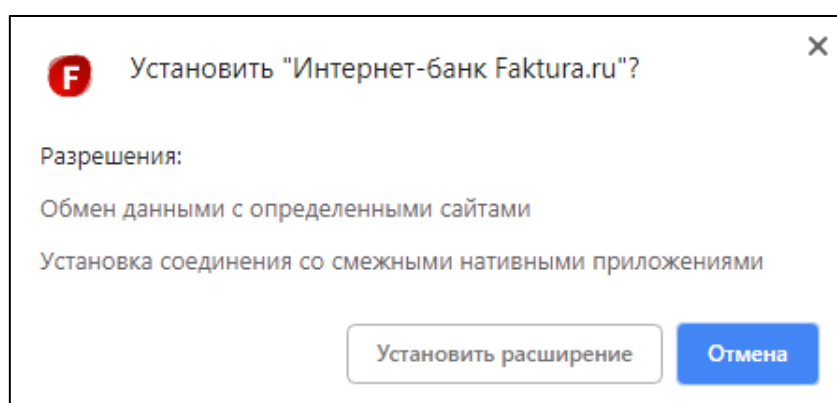 F
Установить "Интернет-банк Faktura.ru"?
Разрешения:
Обмен данными с определенными сайтами
Установка соединения со смежными нативными приложениями
Установить расширение
Отмена